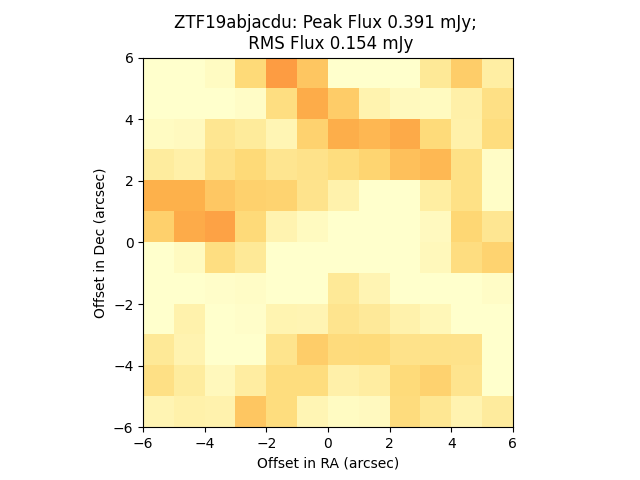 ZTF19abjacdu: Peak Flux 0.391 mJy;
RMS Flux 0.154 mJy
6
4
2
0
−2
−4
−6
Offset in Dec (arcsec)
−6 −4 −2 0 2 4 6
Offset in RA (arcsec)